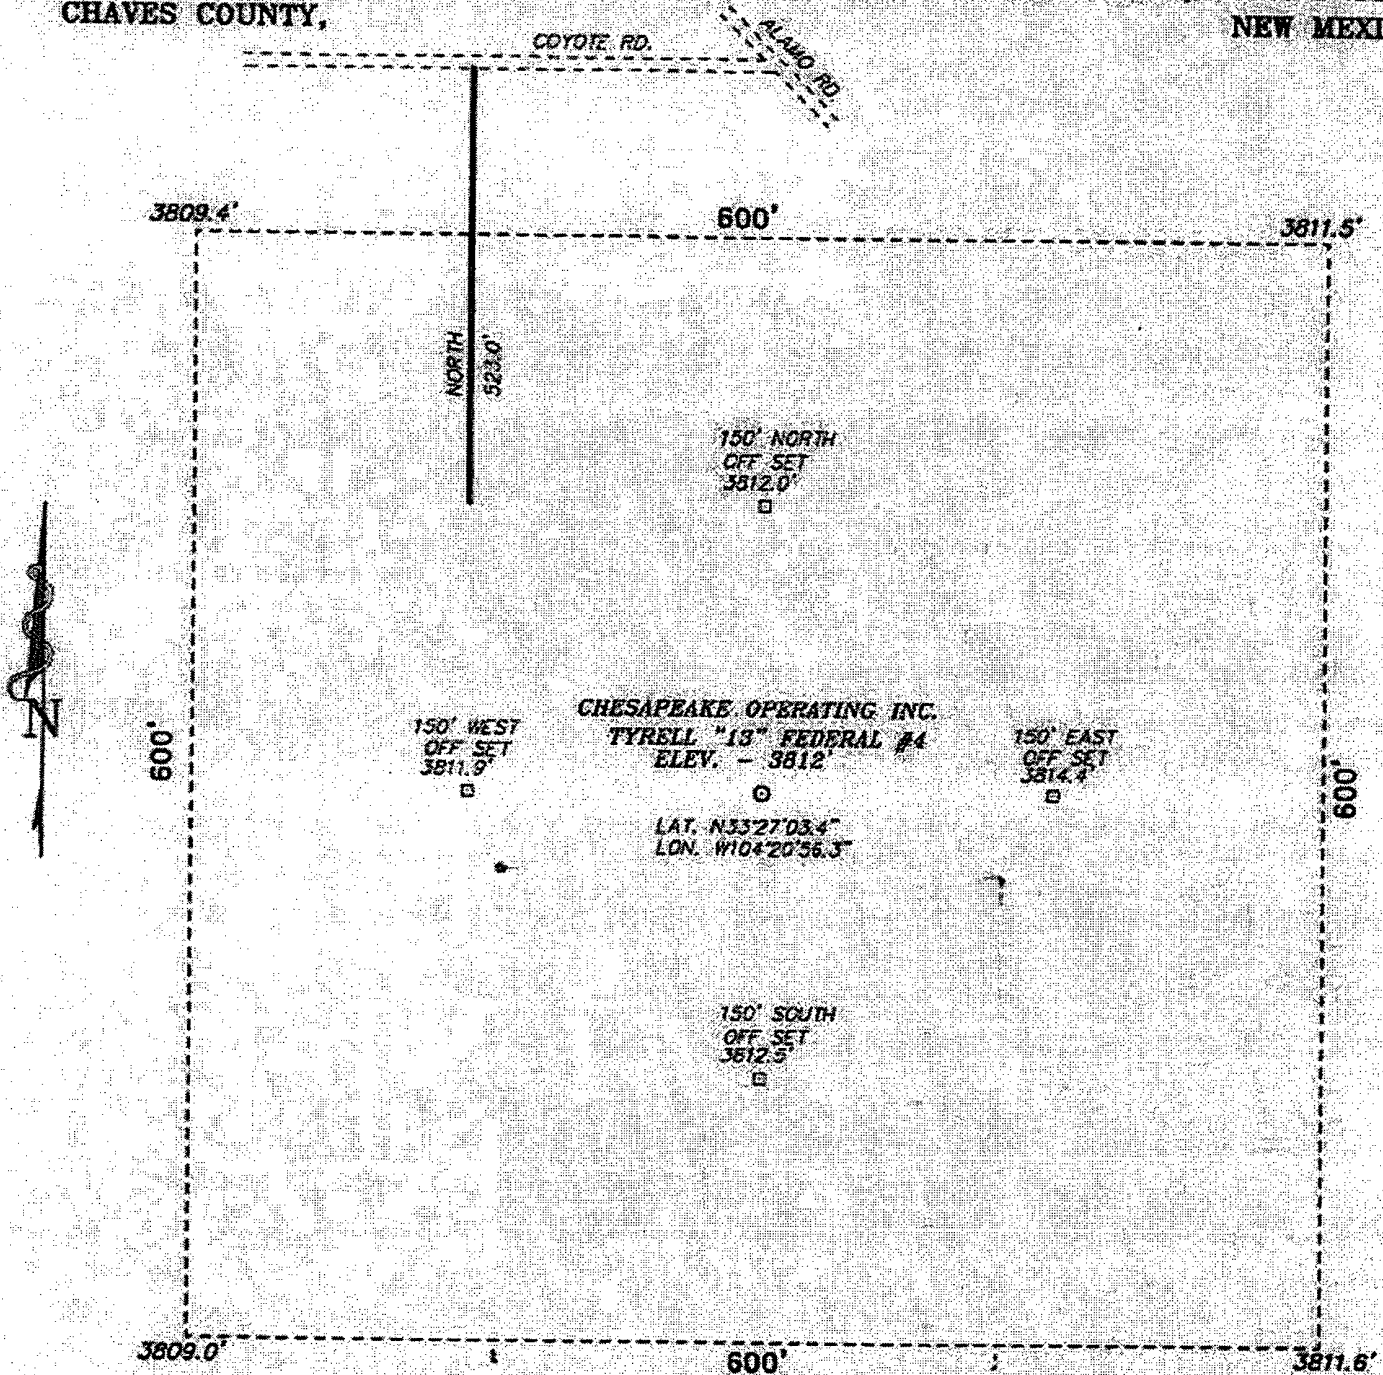 CHAVES COUNTY,
NEW MEXI
COYOTE RD.
ALAMO RD.
3809.4'
600'
3811.5'
NORTH
523.0'
150' NORTH
OFF SET
3812.0'
N
600'
150' WEST
OFF SET
3811.9'
CHESAPEAKE OPERATING INC.
TYRELL "13" FEDERAL #4
ELEV. - 3812'
150' EAST
OFF SET
3814.4'
600'
LAT. N33°27'03.4"
LON. W104°20'56.3"
150' SOUTH
OFF SET
3812.5'
3809.0'
600'
3811.6'